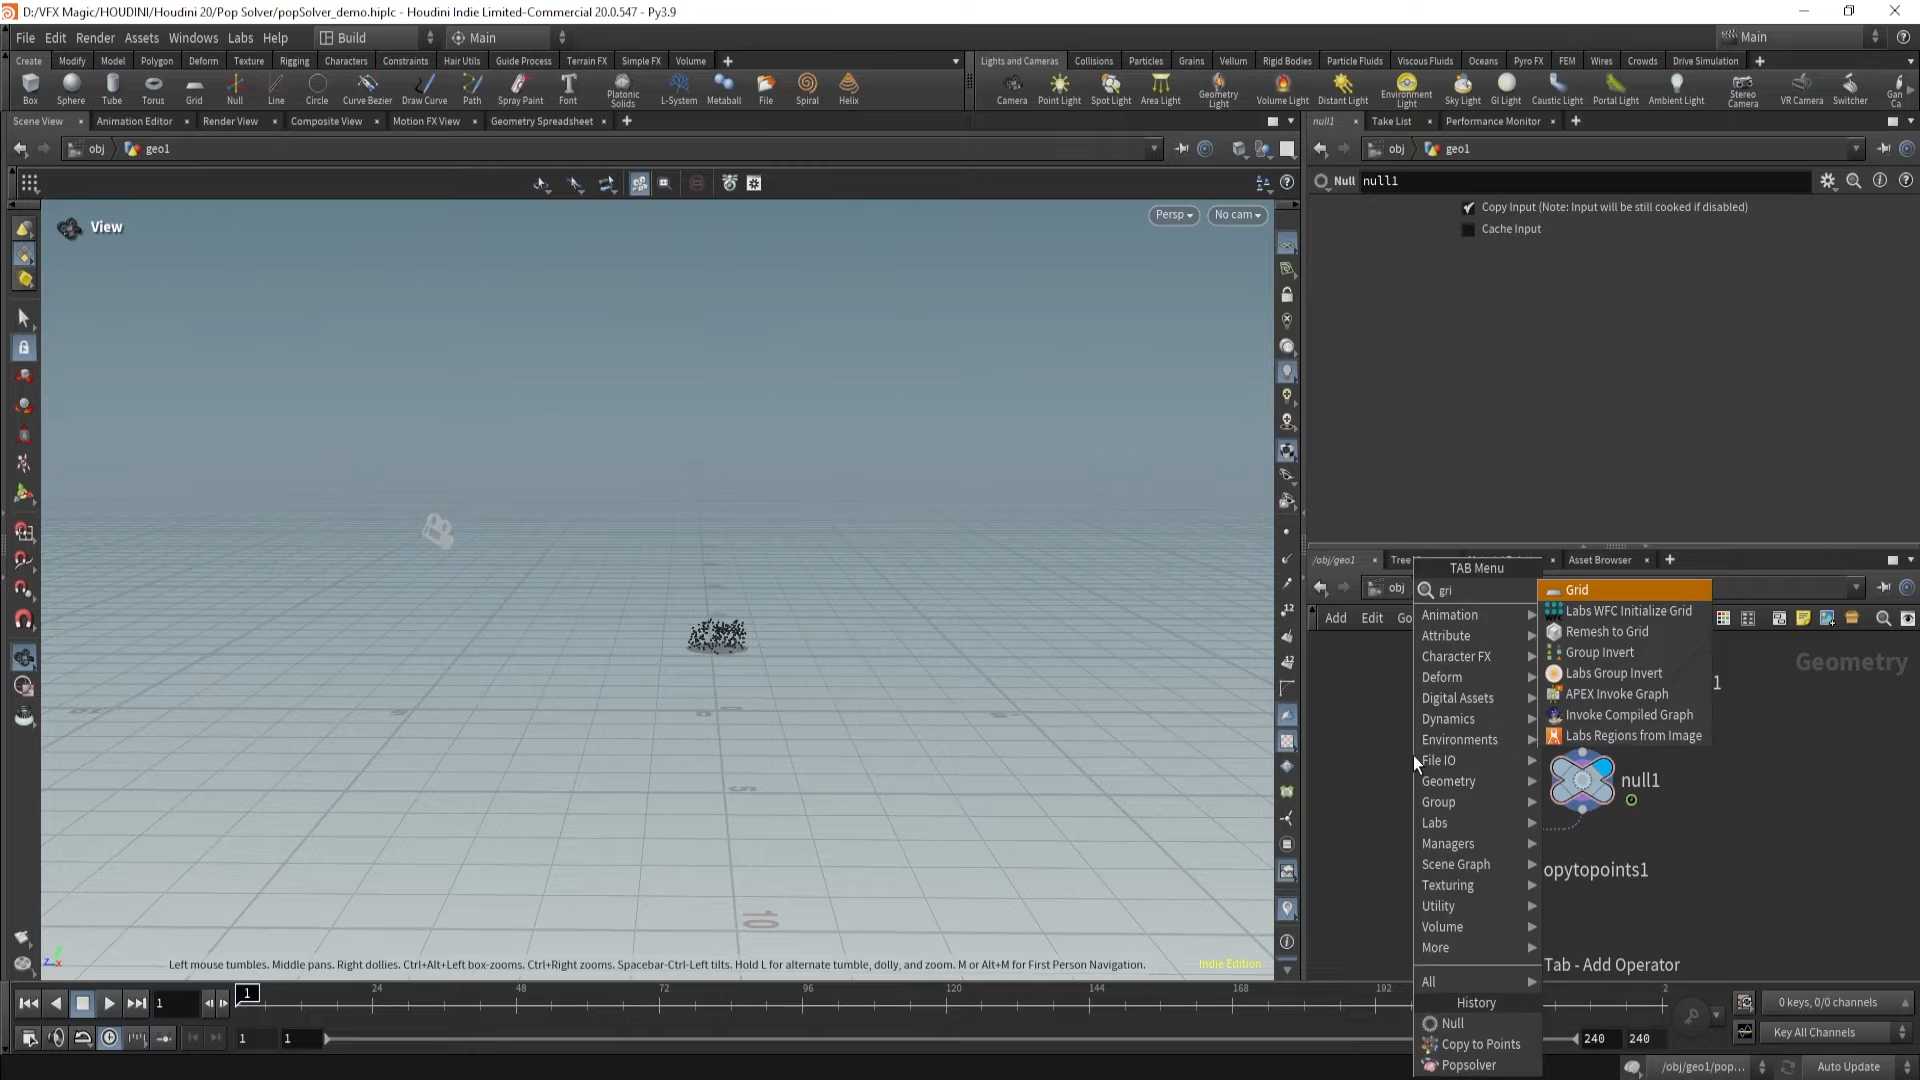 D:/VFX Magic/HOUDINI/Houdini 20/Pop Solver/popSolver_demo.hiplc - Houdini Indie Limited-Commercial 20.0.547 - Py3.9
File Edit Render Assets Windows Labs Help Build Main Main
Create Modify Model Polygon Deform Texture Rigging Characters Constraints Hair Utils Guide Process Terrain FX Simple FX Volume
Lights and Cameras Collisions Particles Grains Vellum Rigid Bodies Particle Fluids Viscous Fluids Oceans Pyro FX FEM Wires Crowds Drive Simulation
Box Sphere Tube Torus Grid Null Line Circle Curve Bezier Draw Curve Path Spray Paint Font Platonic Solids L-System Metaball File Spiral Helix
Camera Point Light Spot Light Area Light Geometry Light Volume Light Distant Light Environment Light Sky Light GI Light Caustic Light Portal Light Ambient Light Stereo Camera VR Camera Switcher Gan Ca
Scene View Animation Editor Render View Composite View Motion FX View Geometry Spreadsheet
null1 Take List Performance Monitor
obj geo1
obj geo1
Null null1
Copy Input (Note: Input will be still cooked if disabled)
Cache Input
View
Persp
No cam
10
Left mouse tumbles. Middle pans. Right dollies. Ctrl+Alt+Left box-zooms. Ctrl+Right zooms. Spacebar-Ctrl-Left tilts. Hold L for alternate tumble, dolly, and zoom. M or Alt+M for First Person Navigation.
Indie Edition
/obj/geo1 Tree Asset Browser
obj
Add Edit Go
Geometry
1
null1
opytopoints1
Tab - Add Operator
TAB Menu
gri
Animation
Attribute
Character FX
Deform
Digital Assets
Dynamics
Environments
File IO
Geometry
Group
Labs
Managers
Scene Graph
Texturing
Utility
Volume
More
All
History
Null
Copy to Points
Popsolver
Grid
Labs WFC Initialize Grid
Remesh to Grid
Group Invert
Labs Group Invert
APEX Invoke Graph
Invoke Compiled Graph
Labs Regions from Image
1 1 24 48 72 96 120 144 168 192 2
0 keys, 0/0 channels
1 1 240 240
Key All Channels
/obj/geo1/pop... Auto Update